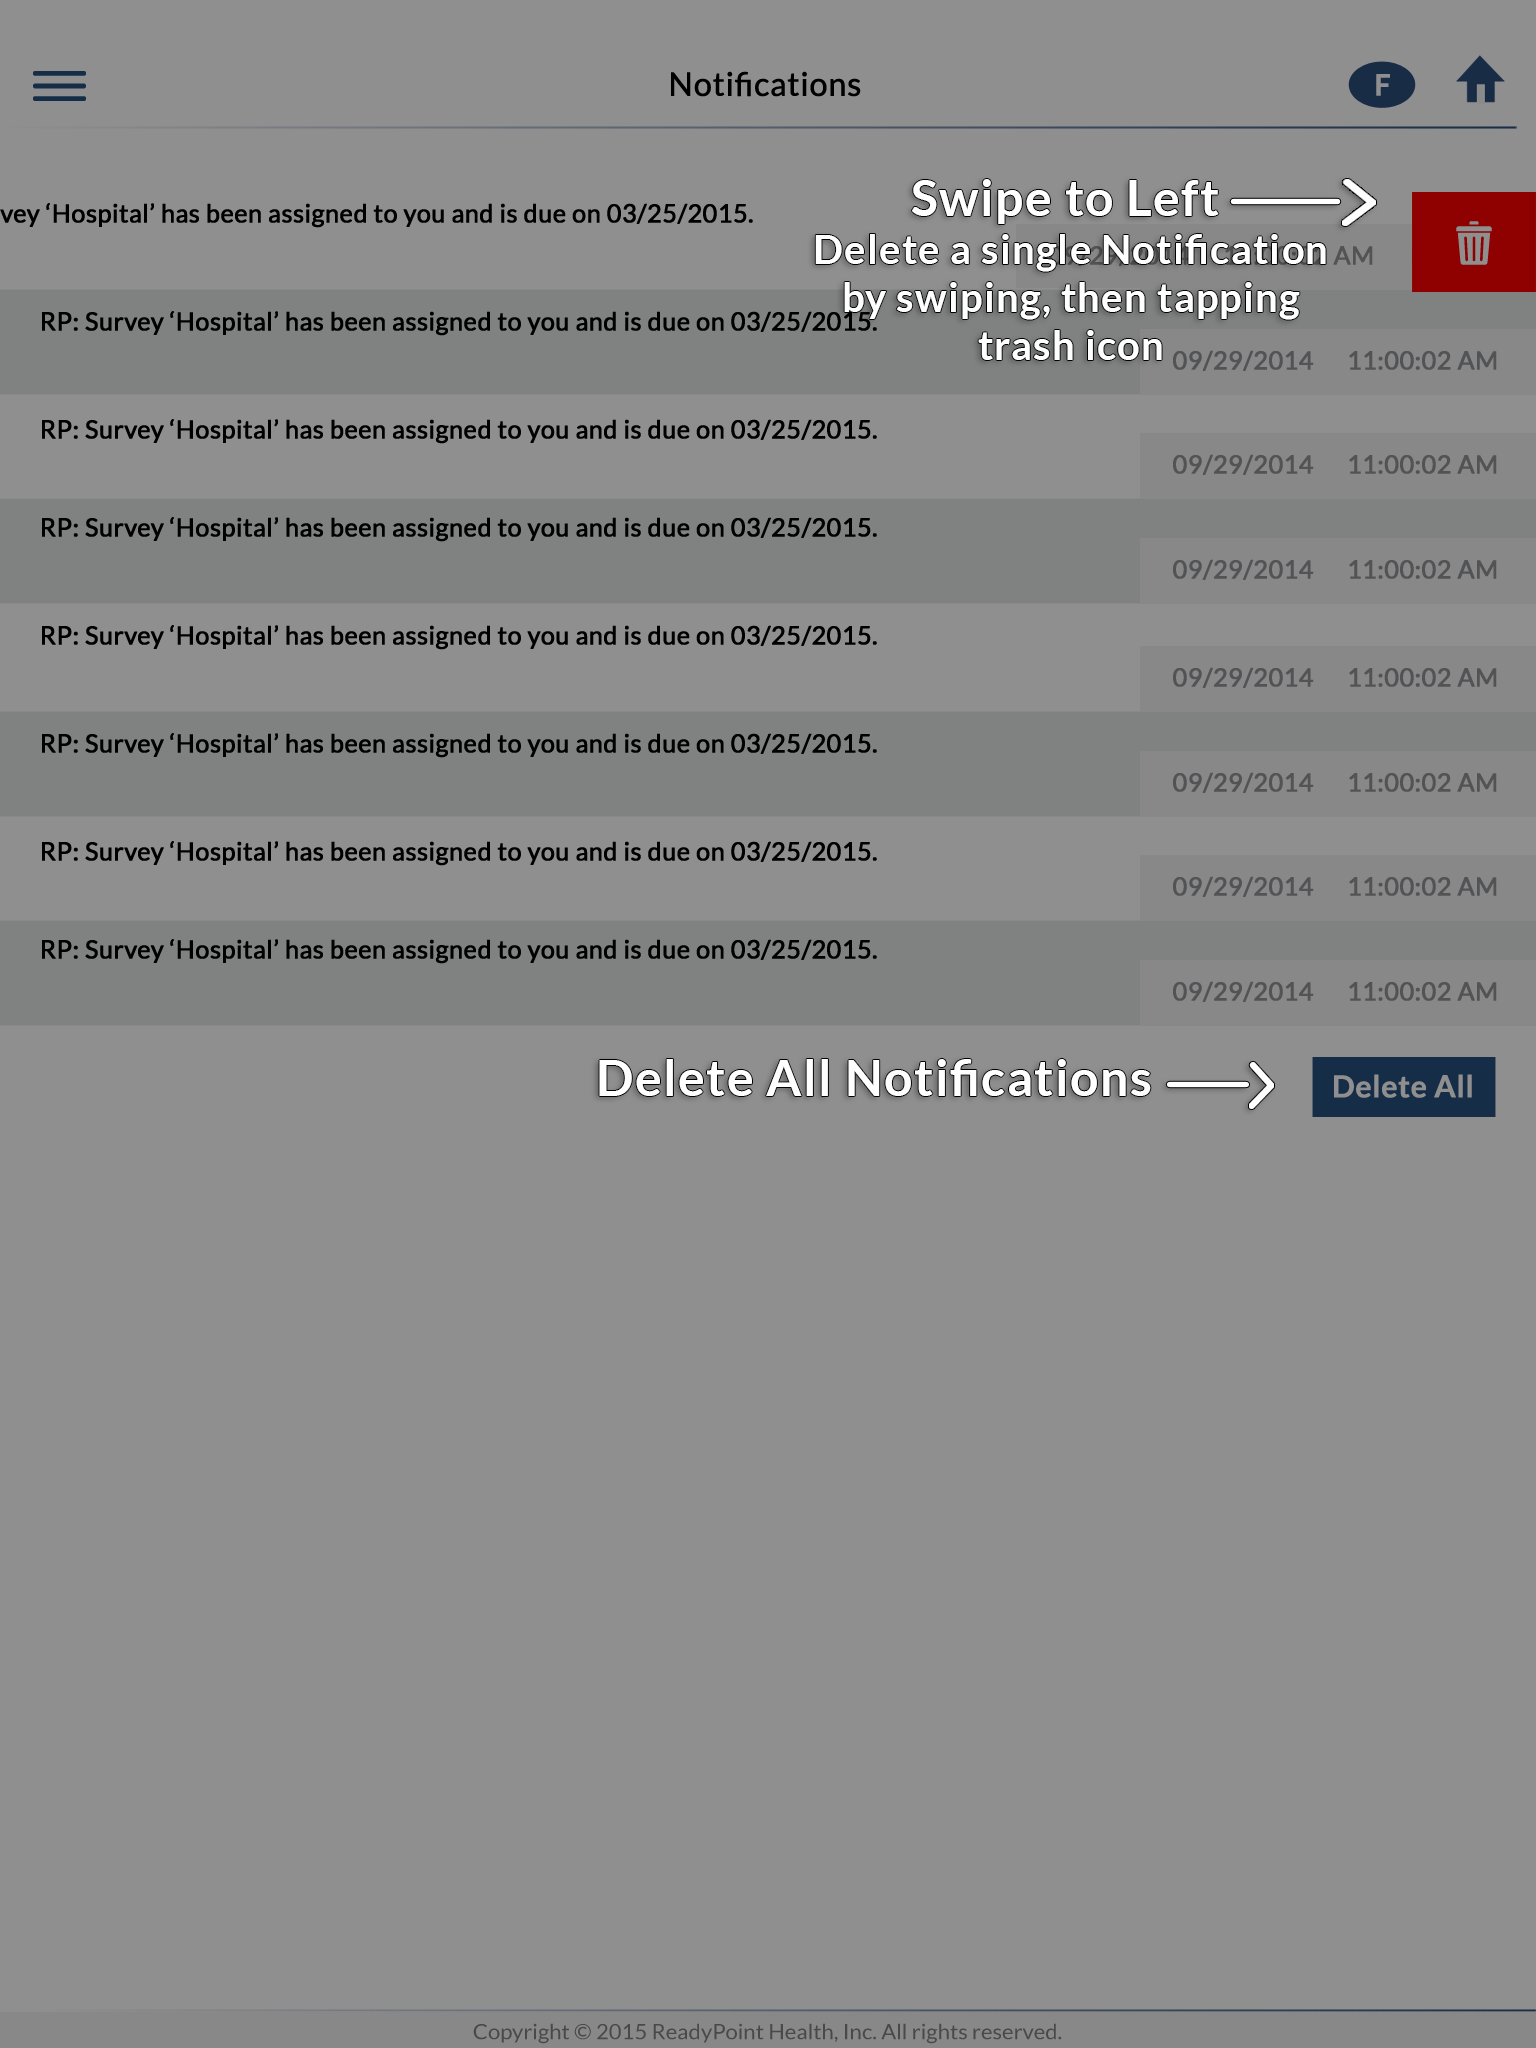 Notifications
F
Swipe to Left
vey ‘Hospital’ has been assigned to you and is due on 03/25/2015.
Delete a single Notification
AM
by swiping, then tapping
RP: Survey ‘Hospital’ has been assigned to you and is due on 03/25/2015.
trash icon
09/29/2014 11:00:02 AM
RP: Survey ‘Hospital’ has been assigned to you and is due on 03/25/2015.
09/29/2014 11:00:02 AM
RP: Survey ‘Hospital’ has been assigned to you and is due on 03/25/2015.
09/29/2014 11:00:02 AM
RP: Survey ‘Hospital’ has been assigned to you and is due on 03/25/2015.
09/29/2014 11:00:02 AM
RP: Survey ‘Hospital’ has been assigned to you and is due on 03/25/2015.
09/29/2014 11:00:02 AM
RP: Survey ‘Hospital’ has been assigned to you and is due on 03/25/2015.
09/29/2014 11:00:02 AM
RP: Survey ‘Hospital’ has been assigned to you and is due on 03/25/2015.
09/29/2014 11:00:02 AM
Delete All Notifications
Delete All
Copyright © 2015 ReadyPoint Health, Inc. All rights reserved.